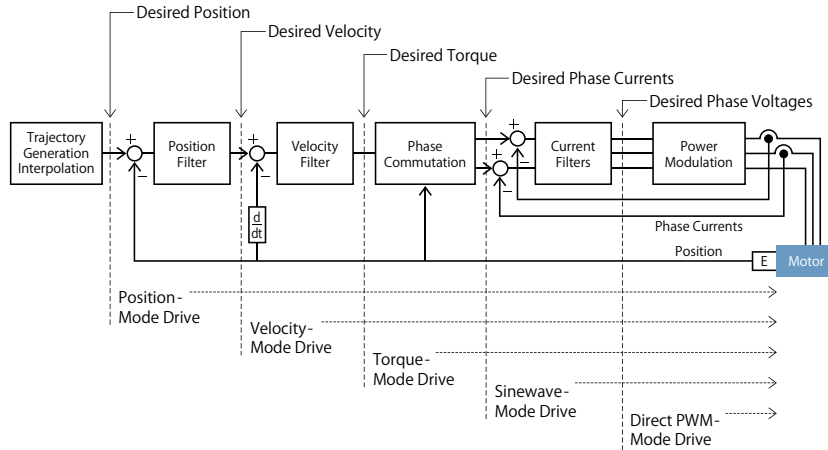 Desired Position
Desired Velocity
Desired Torque
Desired Phase Currents
Desired Phase Voltages
Trajectory
Generation
Interpolation
+
−
Position
Filter
+
−
Velocity
Filter
Phase
Commutation
+
−
+
−
Current
Filters
Power
Modulation
d
dt
Phase Currents
Position
E
Motor
Position-
Mode Drive
Velocity-
Mode Drive
Torque-
Mode Drive
Sinewave-
Mode Drive
Direct PWM-
Mode Drive